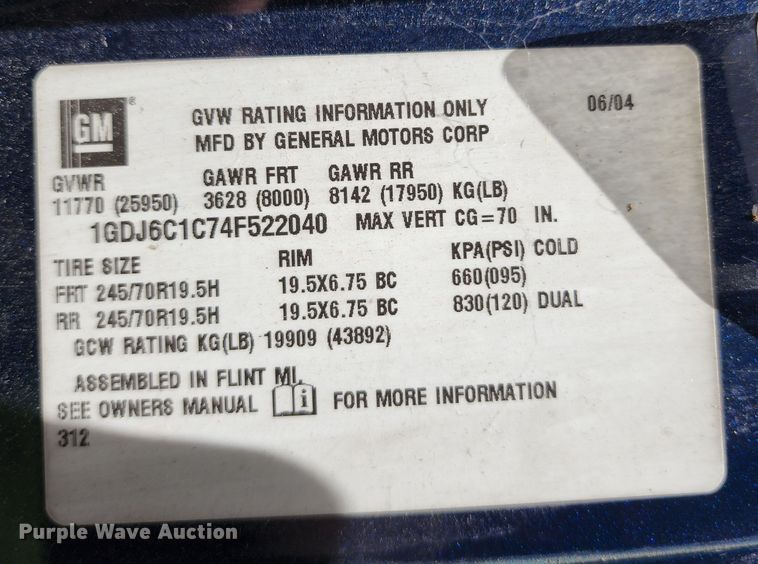 GM®
GVW RATING INFORMATION ONLY 06/04
MFD BY GENERAL MOTORS CORP
GVWR GAWR FRT GAWR RR
11770 (25950) 3628 (8000) 8142 (17950) KG(LB)
1GDJ6C1C74F522040 MAX VERT CG=70 IN.
TIRE SIZE RIM KPA(PSI) COLD
FRT 245/70R19.5H 19.5X6.75 BC 660(095)
RR 245/70R19.5H 19.5X6.75 BC 830(120) DUAL
GCW RATING KG(LB) 19909 (43892)
ASSEMBLED IN FLINT MI.
SEE OWNERS MANUAL i FOR MORE INFORMATION
312
Purple Wave Auction